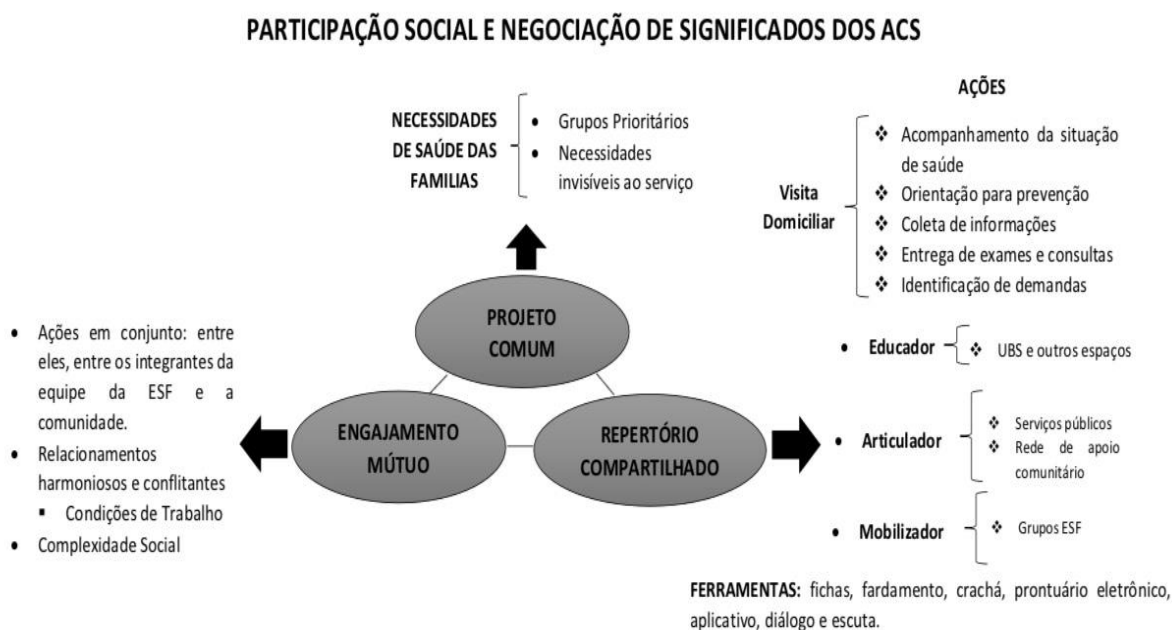 PARTICIPAÇÃO SOCIAL E NEGOCIAÇÃO DE SIGNIFICADOS DOS ACS
NECESSIDADES
DE SAÚDE DAS
FAMILIAS
• Grupos Prioritários
• Necessidades
invisíveis ao serviço
AÇÕES
Visita
Domiciliar
❖ Acompanhamento da situação
de saúde
❖ Orientação para prevenção
❖ Coleta de informações
❖ Entrega de exames e consultas
❖ Identificação de demandas
PROJETO
COMUM
• Ações em conjunto: entre
eles, entre os integrantes da
equipe da ESF e a
comunidade.
• Relacionamentos
harmoniosos e conflitantes
▪ Condições de Trabalho
• Complexidade Social
ENGAJAMENTO
MÚTUO
REPERTÓRIO
COMPARTILHADO
• Educador
❖ UBS e outros espaços
• Articulador
❖ Serviços públicos
❖ Rede de apoio
comunitário
• Mobilizador
❖ Grupos ESF
FERRAMENTAS: fichas, fardamento, crachá, prontuário eletrônico,
aplicativo, diálogo e escuta.